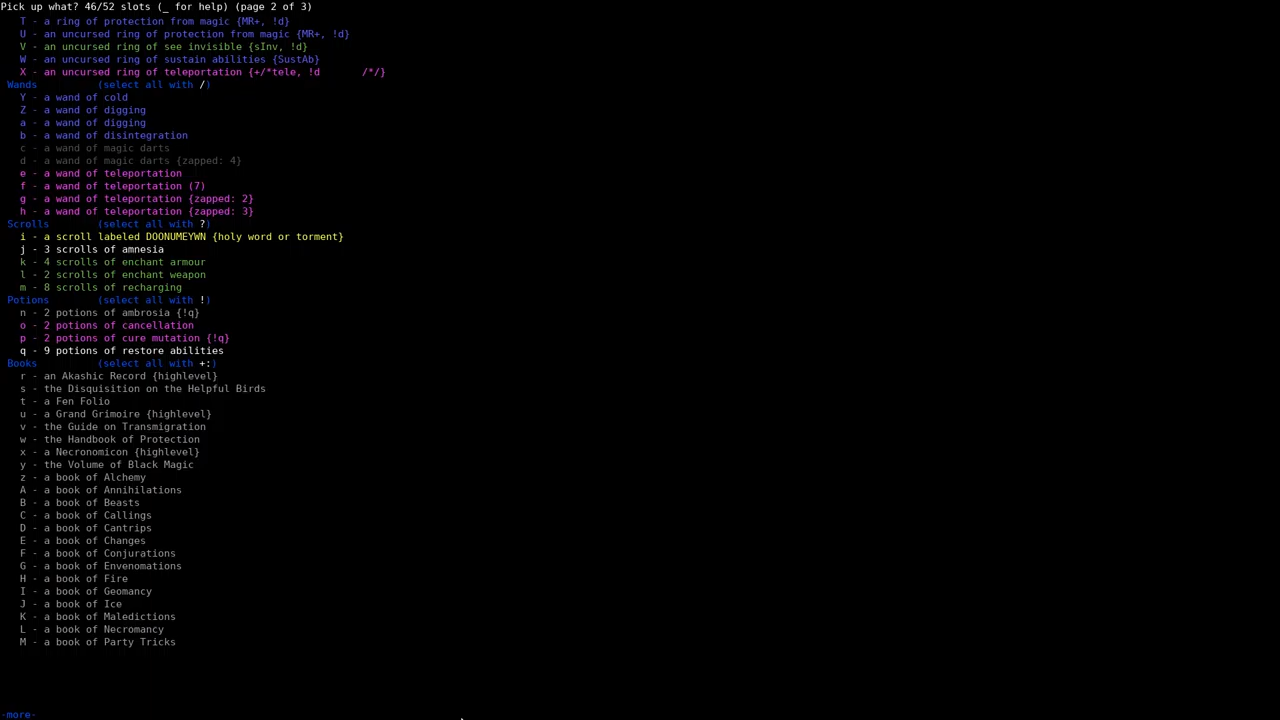 Pick up what? 46/52 slots (_ for help) (page 2 of 3)
T - a ring of protection from magic {MR+, !d}
U - an uncursed ring of protection from magic {MR+, !d}
V - an uncursed ring of see invisible {sInv, !d}
W - an uncursed ring of sustain abilities {SustAb}
X - an uncursed ring of teleportation {+/*tele, !d       /*/}
Wands          (select all with /)
Y - a wand of cold
Z - a wand of digging
a - a wand of digging
b - a wand of disintegration
c - a wand of magic darts
d - a wand of magic darts {zapped: 4}
e - a wand of teleportation
f - a wand of teleportation (7)
g - a wand of teleportation {zapped: 2}
h - a wand of teleportation {zapped: 3}
Scrolls        (select all with ?)
i - a scroll labeled DOONUMEYWN {holy word or torment}
j - 3 scrolls of amnesia
k - 4 scrolls of enchant armour
l - 2 scrolls of enchant weapon
m - 8 scrolls of recharging
Potions        (select all with !)
n - 2 potions of ambrosia {!q}
o - 2 potions of cancellation
p - 2 potions of cure mutation {!q}
q - 9 potions of restore abilities
Books          (select all with +:)
r - an Akashic Record {highlevel}
s - the Disquisition on the Helpful Birds
t - a Fen Folio
u - a Grand Grimoire {highlevel}
v - the Guide on Transmigration
w - the Handbook of Protection
x - a Necronomicon {highlevel}
y - the Volume of Black Magic
z - a book of Alchemy
A - a book of Annihilations
B - a book of Beasts
C - a book of Callings
D - a book of Cantrips
E - a book of Changes
F - a book of Conjurations
G - a book of Envenomations
H - a book of Fire
I - a book of Geomancy
J - a book of Ice
K - a book of Maledictions
L - a book of Necromancy
M - a book of Party Tricks
-more-